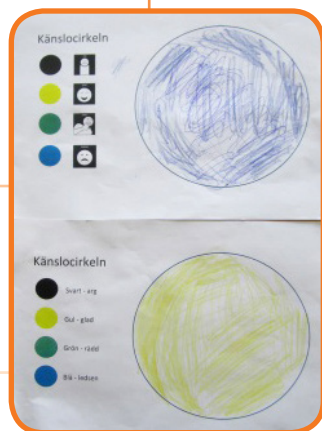 Känslocirkeln
Känslocirkeln
Svart - arg
Gul - glad
Grön - rädd
Blå - ledsen